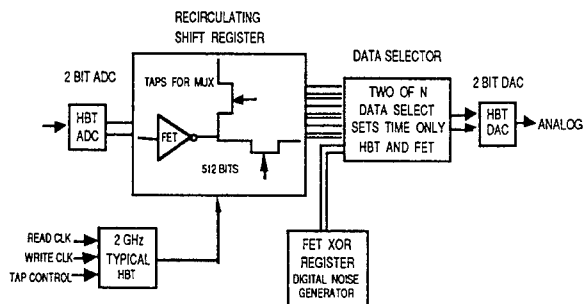 RECIRCULATING
SHIFT REGISTER
DATA SELECTOR
2 BIT ADC
TAPS FOR MUX
2 BIT DAC
HBT
ADC
FET
512 BITS
TWO OF N
DATA SELECT
SETS TIME ONLY
HBT AND FET
HBT
DAC
ANALOG
READ CLK
WRITE CLK
TAP CONTROL
2 GHz
TYPICAL
HBT
FET XOR
REGISTER
DIGITAL NOISE
GENERATOR